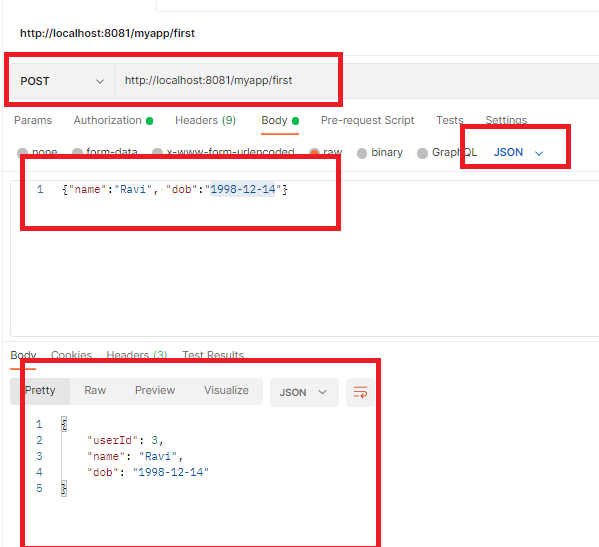 http://localhost:8081/myapp/first
POST http://localhost:8081/myapp/first
Params Authorization Headers (9) Body Pre-request Script Tests Settings
none form-data x-www-form-urlencoded raw binary GraphQL JSON
1 {"name":"Ravi", "dob":"1998-12-14"}
Body Cookies Headers (3) Test Results
Pretty Raw Preview Visualize JSON
1 {
2 "userId": 3,
3 "name": "Ravi",
4 "dob": "1998-12-14"
5 }